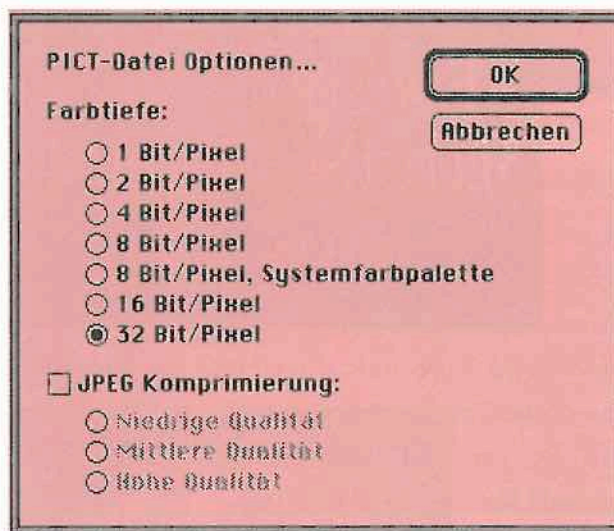 PICT-Datei Optionen...
OK
Farbtiefe:
Abbrechen
1 Bit/Pixel
2 Bit/Pixel
4 Bit/Pixel
8 Bit/Pixel
8 Bit/Pixel, Systemfarbpalette
16 Bit/Pixel
32 Bit/Pixel
JPEG Komprimierung:
Niedrige Qualität
Mittlere Qualität
Hohe Qualität